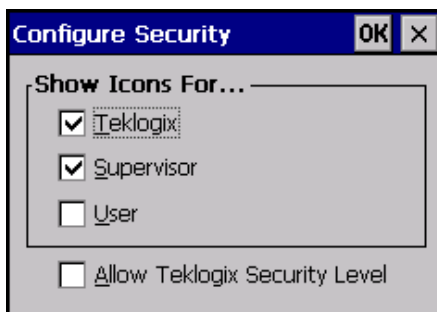 Configure Security OK ×
Show Icons For...
Teklogix
Supervisor
User
Allow Teklogix Security Level